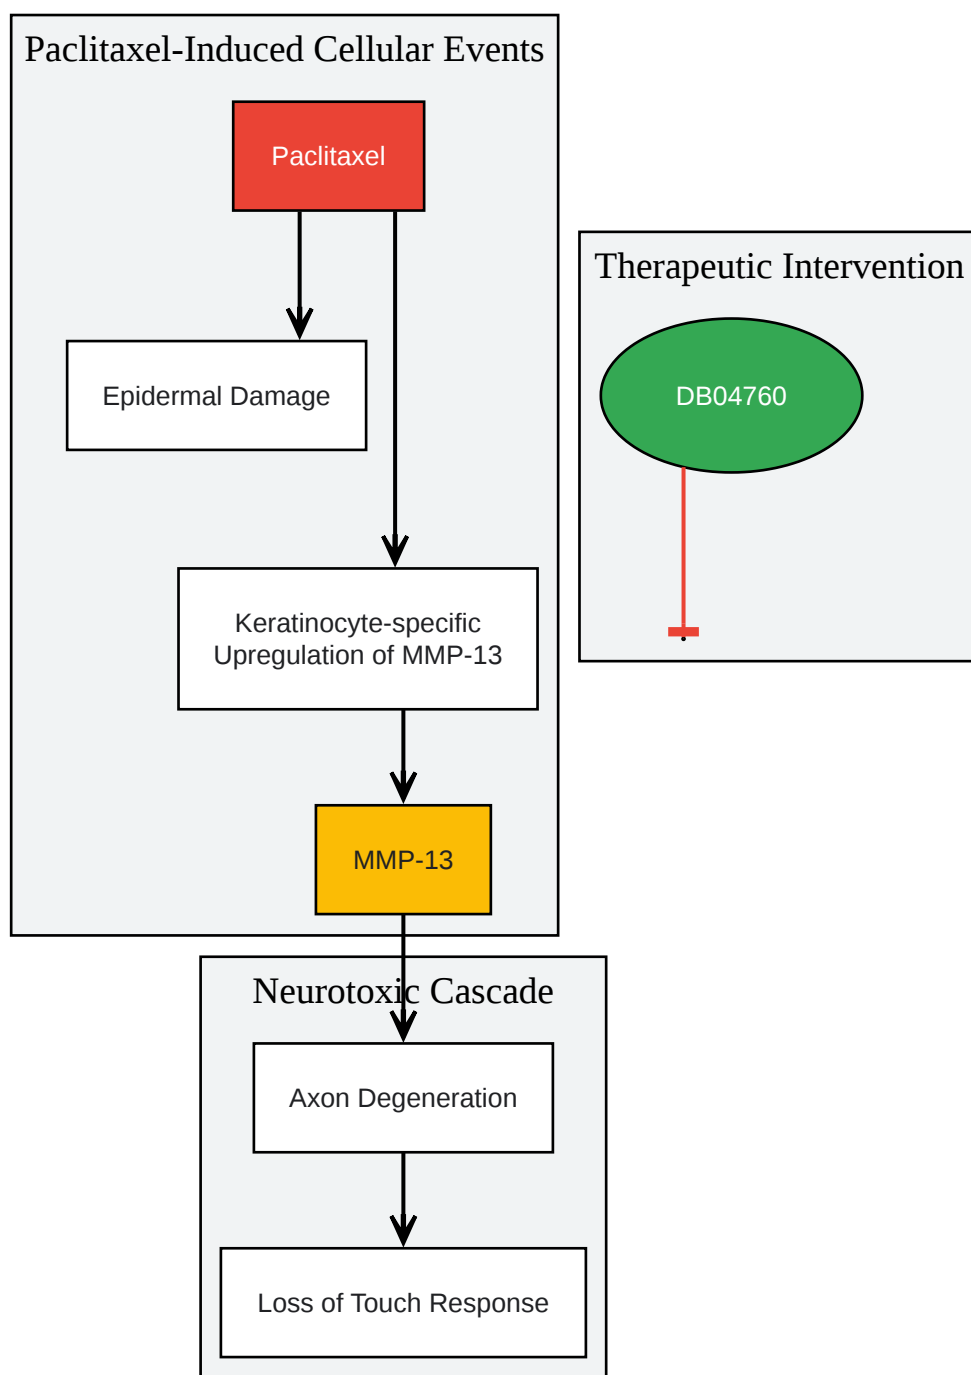 Paclitaxel-Induced Cellular Events
Paclitaxel
Epidermal Damage
Keratinocyte-specific
Upregulation of MMP-13
MMP-13
Therapeutic Intervention
DB04760
Neurotoxic Cascade
Axon Degeneration
Loss of Touch Response